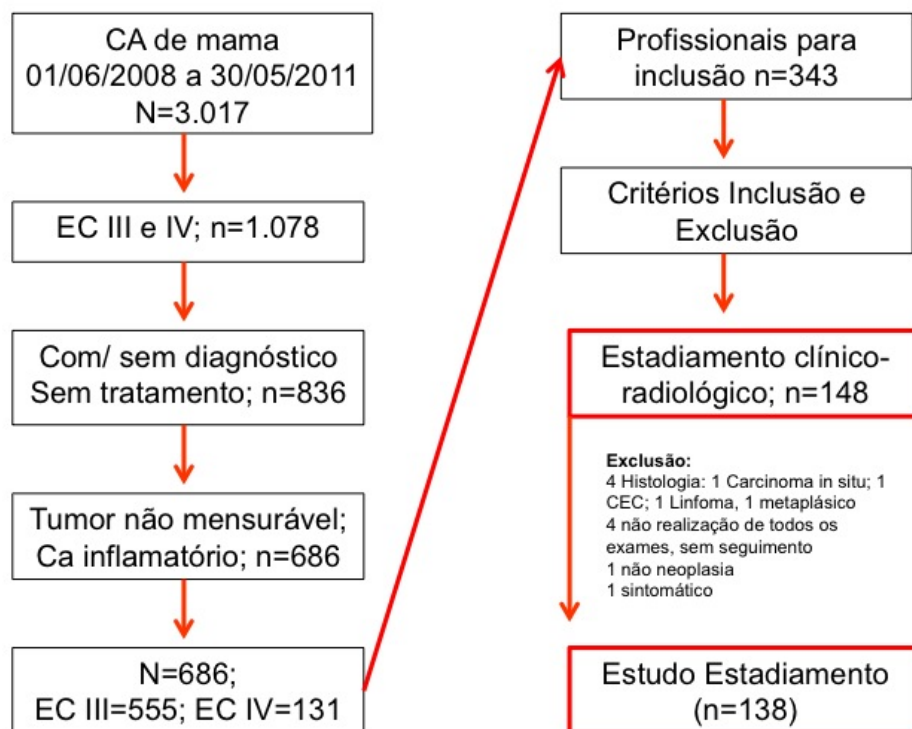 CA de mama
01/06/2008 a 30/05/2011
N=3.017
EC III e IV; n=1.078
Com/ sem diagnóstico
Sem tratamento; n=836
Tumor não mensurável;
Ca inflamatório; n=686
N=686;
EC III=555; EC IV=131
Profissionais para
inclusão n=343
Critérios Inclusão e
Exclusão
Estadiamento clínico-
radiológico; n=148
Exclusão:
4 Histologia: 1 Carcinoma in situ; 1
CEC; 1 Linfoma, 1 metaplásico
4 não realização de todos os
exames, sem seguimento
1 não neoplasia
1 sintomático
Estudo Estadiamento
(n=138)